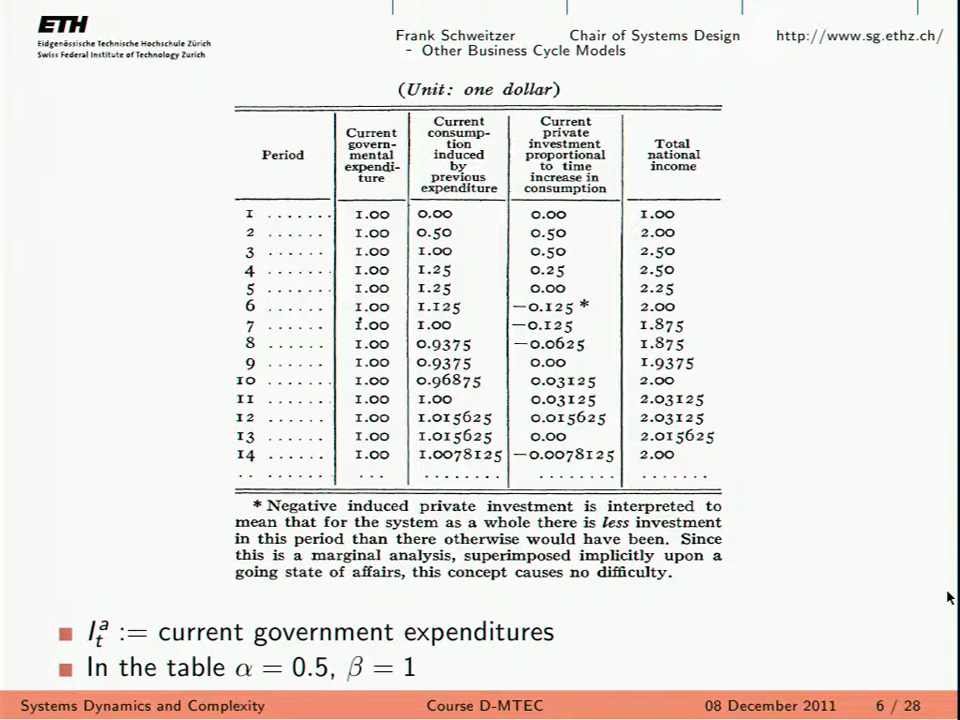 ETH
Eidgenössische Technische Hochschule Zürich
Swiss Federal Institute of Technology Zurich
Frank Schweitzer Chair of Systems Design http://www.sg.ethz.ch/
- Other Business Cycle Models
(Unit: one dollar)
Period
Current
govern-
mental
expendi-
ture
Current
consump-
tion
induced
by
previous
expenditure
Current
private
investment
proportional
to time
increase in
consumption
Total
national
income
1 ....... 1.00 0.00 0.00 1.00
2 ...... 1.00 0.50 0.50 2.00
3 ...... 1.00 1.00 0.50 2.50
4 ....... 1.00 1.25 0.25 2.50
5 ...... 1.00 1.25 0.00 2.25
6 ...... 1.00 1.125 −0.125 * 2.00
7 ...... 1.00 1.00 −0.125 1.875
8 ...... 1.00 0.9375 −0.0625 1.875
9 ...... 1.00 0.9375 0.00 1.9375
10 ....... 1.00 0.96875 0.03125 2.00
11 ...... 1.00 1.00 0.03125 2.03125
12 ...... 1.00 1.015625 0.015625 2.03125
13 ...... 1.00 1.015625 0.00 2.015625
14 ...... 1.00 1.0078125 −0.0078125 2.00
.. ...... ... ........ ........ .......
* Negative induced private investment is interpreted to
mean that for the system as a whole there is less investment
in this period than there otherwise would have been. Since
this is a marginal analysis, superimposed implicitly upon a
going state of affairs, this concept causes no difficulty.
Iₜᵃ := current government expenditures
In the table α = 0.5, β = 1
Systems Dynamics and Complexity Course D-MTEC 08 December 2011 6 / 28